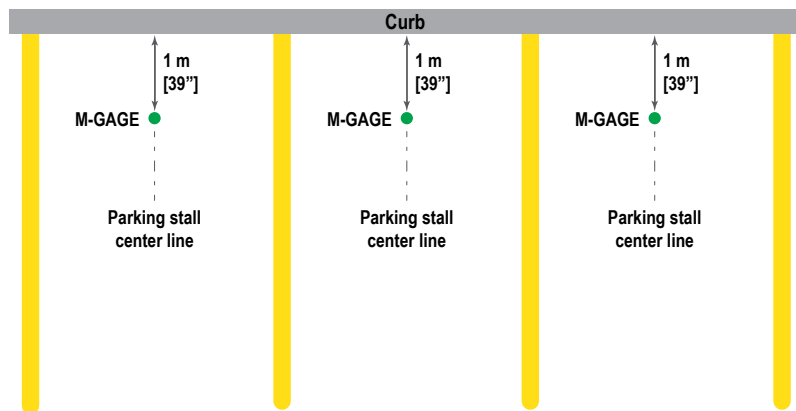 Curb
1 m
[39”]
1 m
[39”]
1 m
[39”]
M-GAGE
M-GAGE
M-GAGE
Parking stall
center line
Parking stall
center line
Parking stall
center line